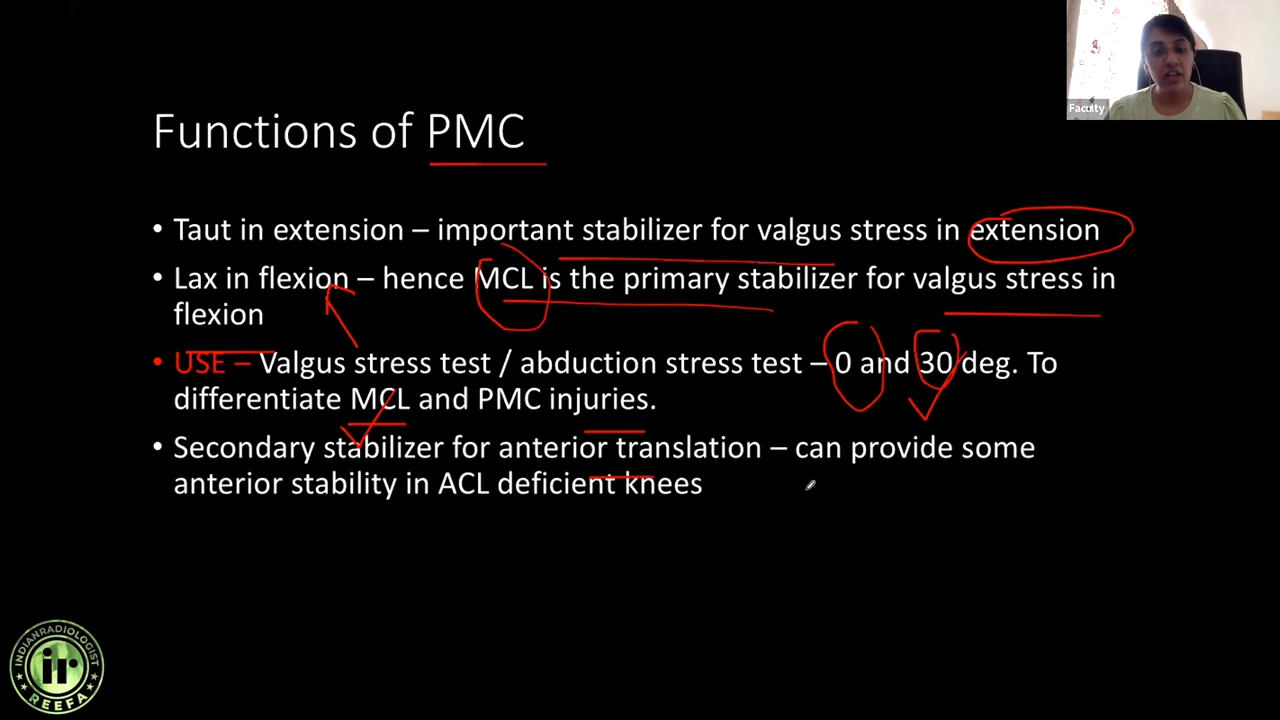 Faculty
Functions of PMC
• Taut in extension – important stabilizer for valgus stress in extension
• Lax in flexion – hence MCL is the primary stabilizer for valgus stress in
flexion
• USE – Valgus stress test / abduction stress test – 0 and 30 deg. To
differentiate MCL and PMC injuries.
• Secondary stabilizer for anterior translation – can provide some
anterior stability in ACL deficient knees
INDIANRADIOLOGIST
ir
REEFA